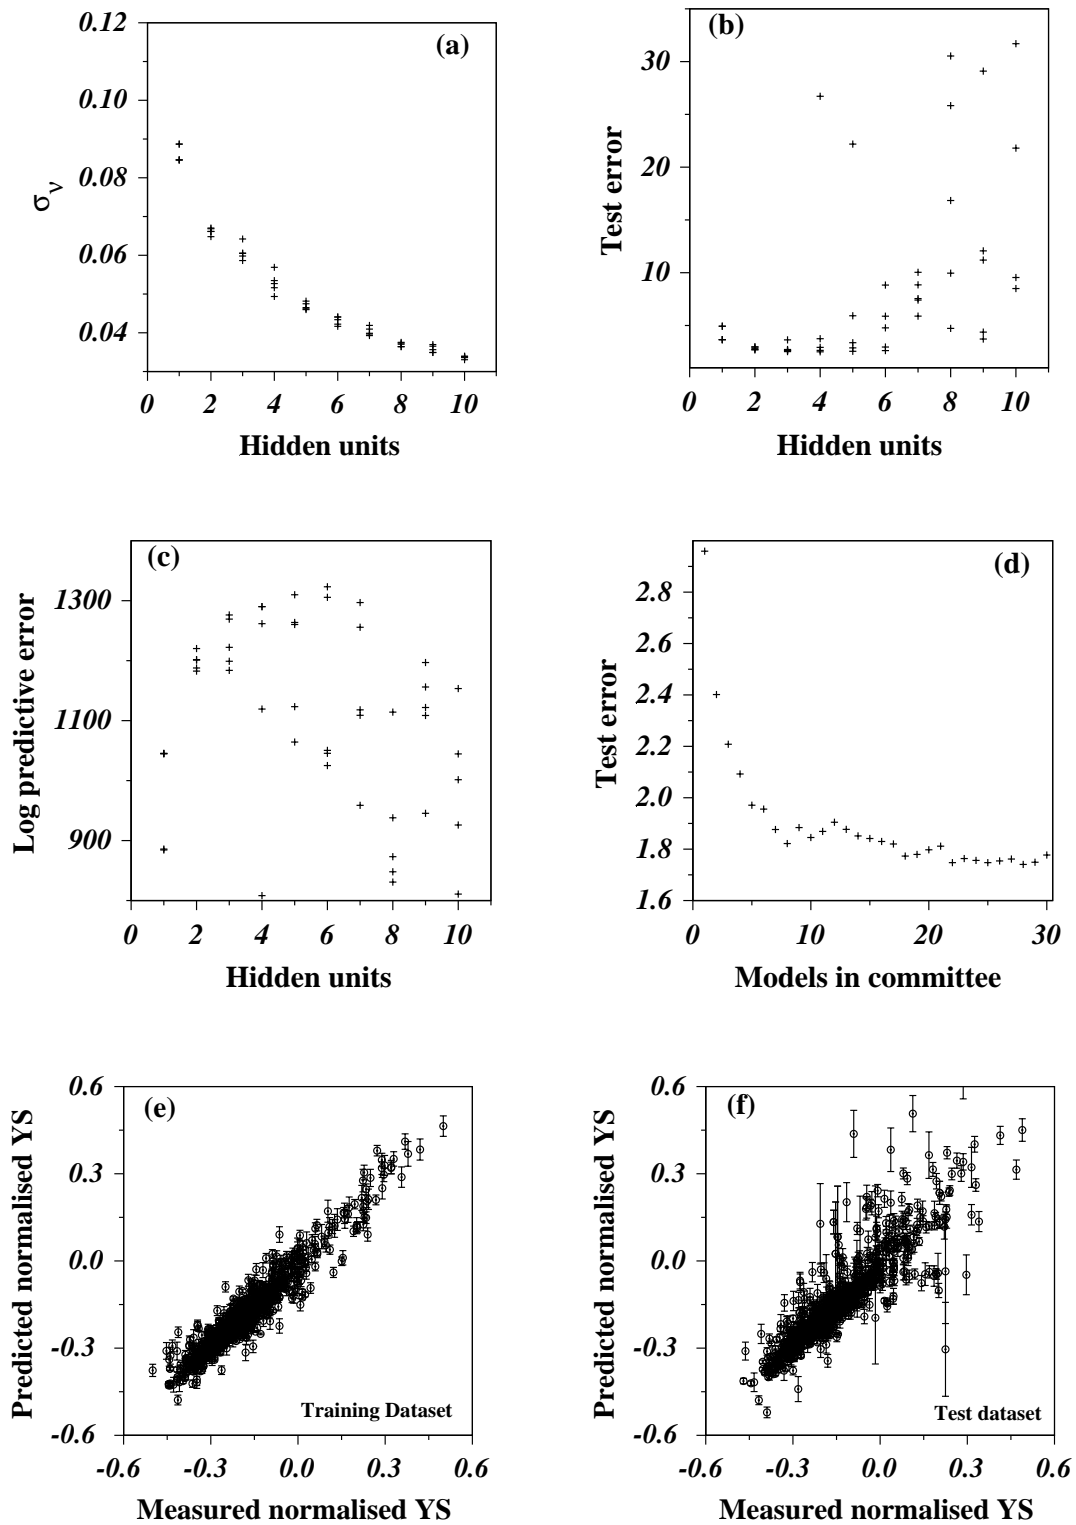 0.12
0.10
0.08
0.06
0.04
(a)
σν
0 2 4 6 8 10
Hidden units
30
20
10
(b)
Test error
0 2 4 6 8 10
Hidden units
1300
1100
900
(c)
Log predictive error
0 2 4 6 8 10
Hidden units
2.8
2.6
2.4
2.2
2.0
1.8
1.6
(d)
Test error
0 10 20 30
Models in committee
0.6
0.3
0.0
-0.3
-0.6
(e)
Predicted normalised YS
Training Dataset
-0.6 -0.3 0.0 0.3 0.6
Measured normalised YS
0.6
0.3
0.0
-0.3
-0.6
(f)
Predicted normalised YS
Test dataset
-0.6 -0.3 0.0 0.3 0.6
Measured normalised YS